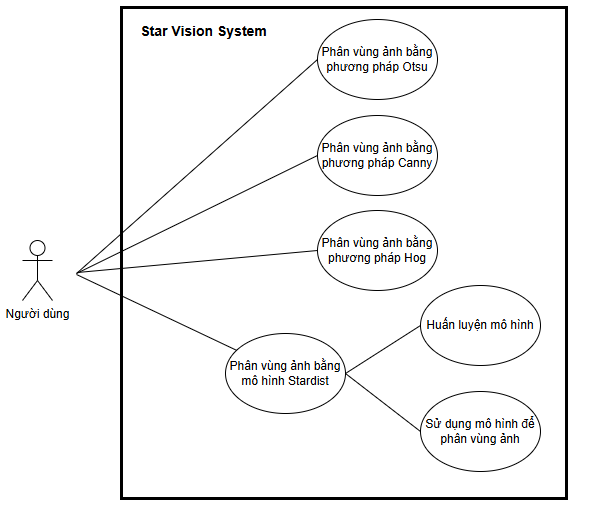 Star Vision System
Phân vùng ảnh bằng
phương pháp Otsu
Phân vùng ảnh bằng
phương pháp Canny
Phân vùng ảnh bằng
phương pháp Hog
Người dùng
Huấn luyện mô hình
Phân vùng ảnh bằng
mô hình Stardist
Sử dụng mô hình để
phân vùng ảnh